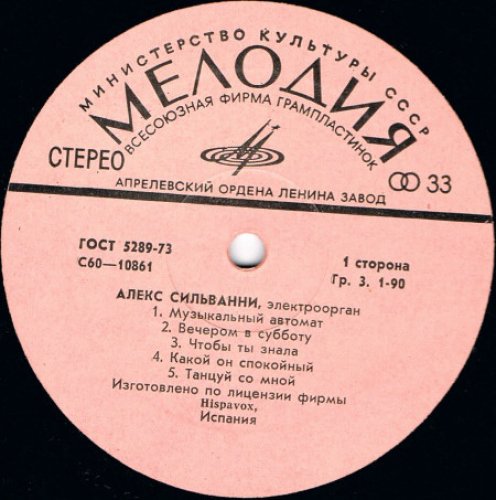 МИНИСТЕРСТВО КУЛЬТУРЫ СССР
МЕЛОДИЯ
ВСЕСОЮЗНАЯ ФИРМА ГРАМПЛАСТИНОК
СТЕРЕО
33
АПРЕЛЕВСКИЙ ОРДЕНА ЛЕНИНА ЗАВОД
ГОСТ 5289-73
С60—10861
1 сторона
Гр. 3. 1-90
АЛЕКС СИЛЬВАННИ, электроорган
1. Музыкальный автомат
2. Вечером в субботу
3. Чтобы ты знала
4. Какой он спокойный
5. Танцуй со мной
Изготовлено по лицензии фирмы
Hispavox,
Испания